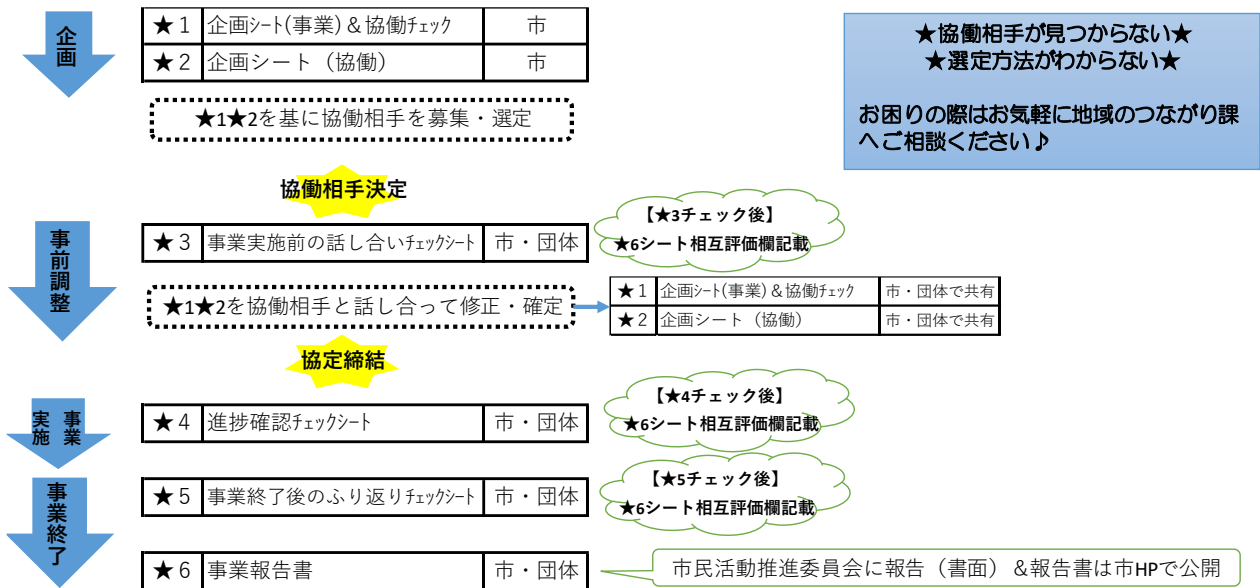 企画
★1 企画ｼｰﾄ(事業)＆協働ﾁｪｯｸ 市
★2 企画シート（協働） 市
★1★2を基に協働相手を募集・選定
★協働相手が見つからない★
★選定方法がわからない★
お困りの際はお気軽に地域のつながり課
へご相談ください♪
協働相手決定
事前調整
★3 事業実施前の話し合いﾁｪｯｸｼｰﾄ 市・団体
【★3チェック後】
★6シート相互評価欄記載
★1★2を協働相手と話し合って修正・確定
★1 企画ｼｰﾄ(事業)＆協働ﾁｪｯｸ 市・団体で共有
★2 企画シート（協働） 市・団体で共有
協定締結
事業
実施
★4 進捗確認ﾁｪｯｸｼｰﾄ 市・団体
【★4チェック後】
★6シート相互評価欄記載
事業終了
★5 事業終了後のふり返りﾁｪｯｸｼｰﾄ 市・団体
【★5チェック後】
★6シート相互評価欄記載
★6 事業報告書 市・団体
市民活動推進委員会に報告（書面）＆報告書は市HPで公開